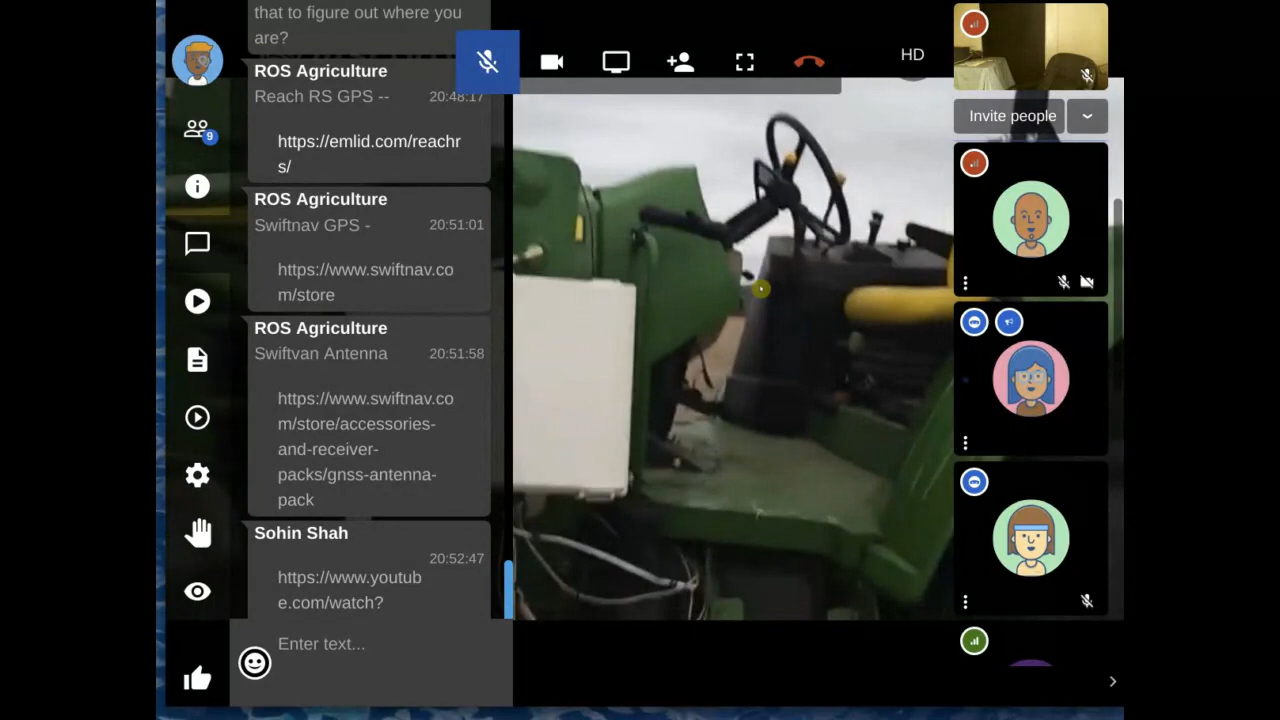 that to figure out where you
are?
ROS Agriculture
Reach RS GPS --
20:48:17
https://emlid.com/reachr
s/
ROS Agriculture
Swiftnav GPS -
20:51:01
https://www.swiftnav.co
m/store
ROS Agriculture
Swiftvan Antenna
20:51:58
https://www.swiftnav.co
m/store/accessories-
and-receiver-
packs/gnss-antenna-
pack
Sohin Shah
20:52:47
https://www.youtub
e.com/watch?
Enter text...
9
HD
Invite people